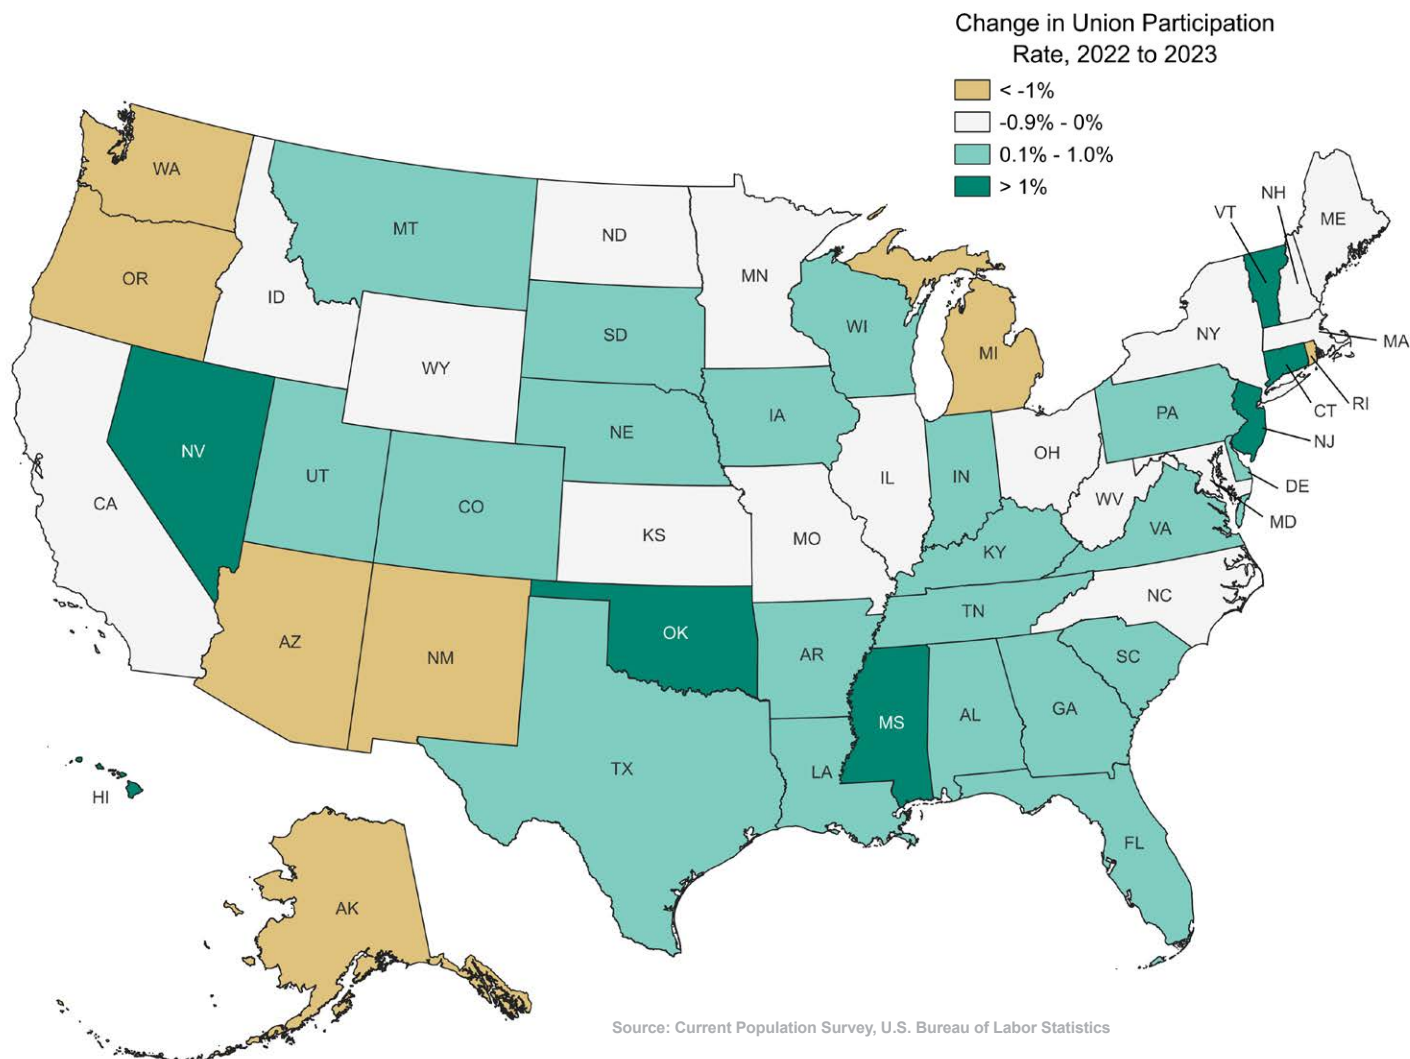 Change in Union Participation
Rate, 2022 to 2023
< -1%
-0.9% - 0%
0.1% - 1.0%
> 1%
WA
MT
ND
MN
OR
ID
SD
WI
MI
WY
NE
IA
NV
UT
CO
CA
KS
MO
IL
IN
OH
PA
NY
VT
NH
ME
MA
RI
CT
NJ
DE
MD
WV
VA
KY
NC
TN
AZ
NM
OK
AR
SC
MS
AL
GA
TX
LA
FL
HI
AK
Source: Current Population Survey, U.S. Bureau of Labor Statistics